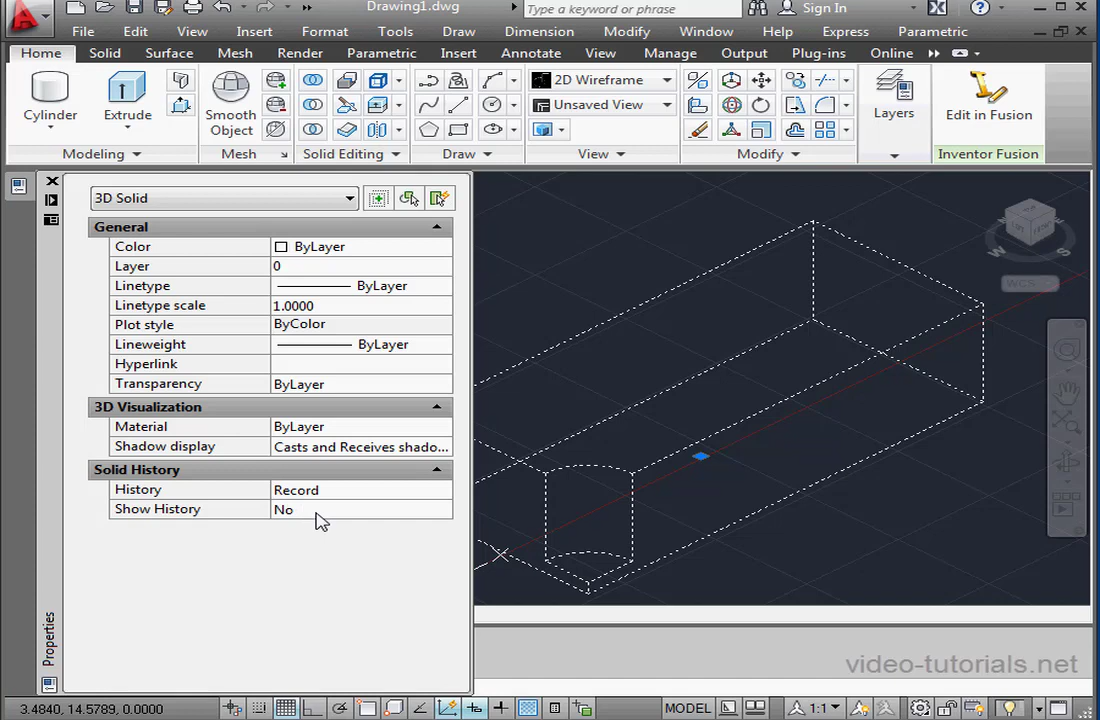 Drawing1.dwg
Type a keyword or phrase
Sign In
File Edit View Insert Format Tools Draw Dimension Modify Window Help Express Parametric
Home Solid Surface Mesh Render Parametric Insert Annotate View Manage Output Plug-ins Online
2D Wireframe
Unsaved View
Cylinder
Extrude
Smooth
Object
Layers
Edit in Fusion
Modeling Mesh Solid Editing Draw View Modify Inventor Fusion
3D Solid
General
Color ByLayer
Layer 0
Linetype ByLayer
Linetype scale 1.0000
Plot style ByColor
Lineweight ByLayer
Hyperlink
Transparency ByLayer
3D Visualization
Material ByLayer
Shadow display Casts and Receives shado...
Solid History
History Record
Show History No
W S
WCS
Properties
video-tutorials.net
3.4840, 14.5789, 0.0000
MODEL
1:1